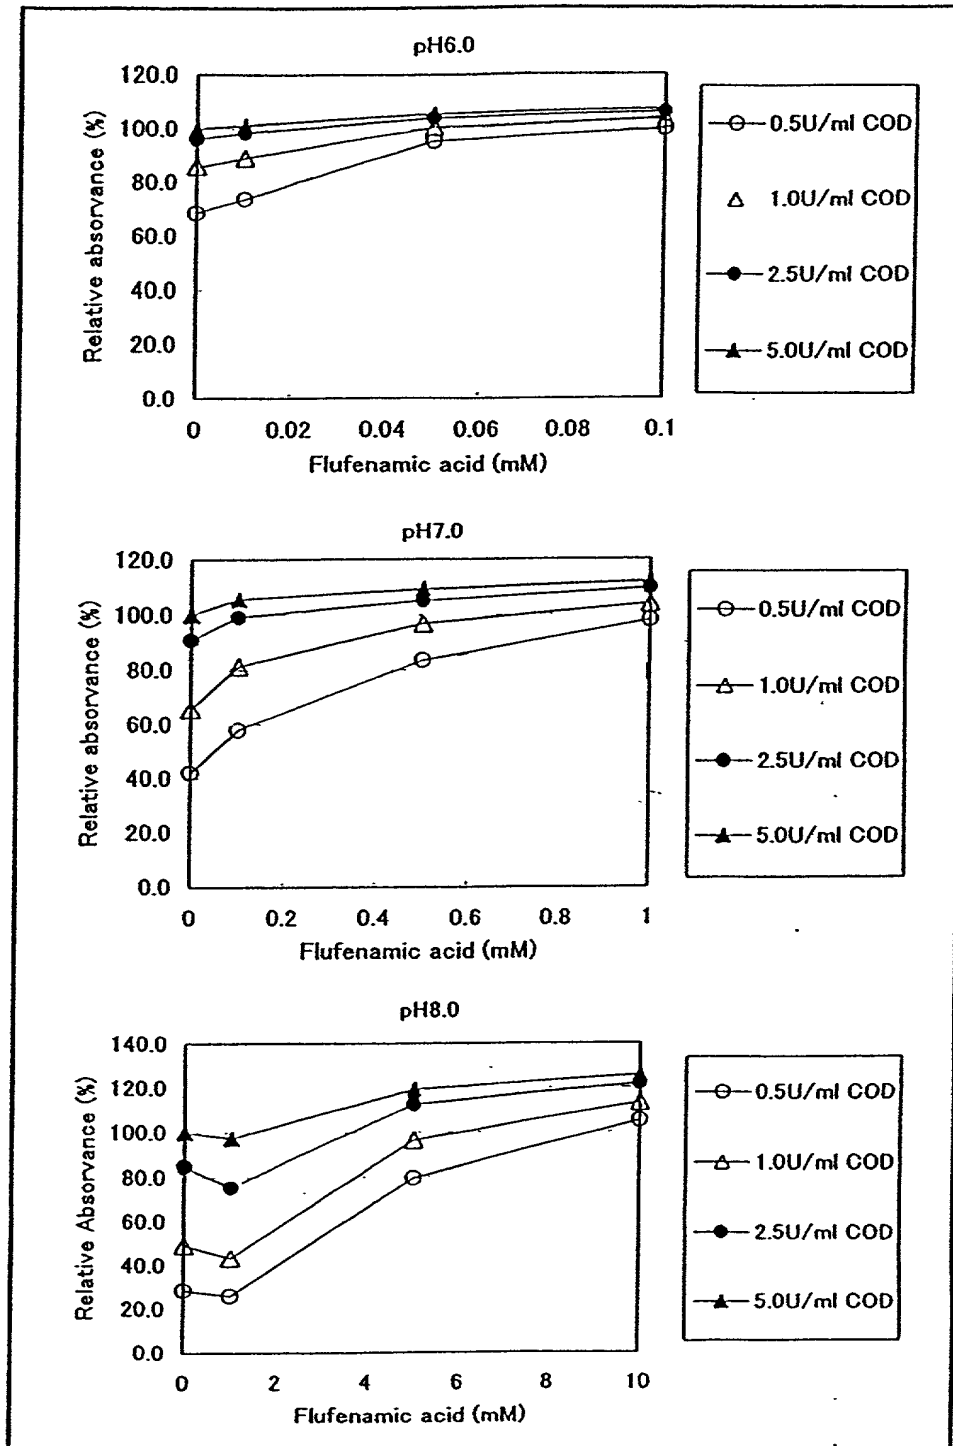 pH6.0
Relative absorvance (%)
120.0
100.0
80.0
60.0
40.0
20.0
0.0
0 0.02 0.04 0.06 0.08 0.1
Flufenamic acid (mM)
0.5U/ml COD
1.0U/ml COD
2.5U/ml COD
5.0U/ml COD
pH7.0
Relative absorvance (%)
120.0
100.0
80.0
60.0
40.0
20.0
0.0
0 0.2 0.4 0.6 0.8 1
Flufenamic acid (mM)
0.5U/ml COD
1.0U/ml COD
2.5U/ml COD
5.0U/ml COD
pH8.0
Relative Absorvance (%)
140.0
120.0
100.0
80.0
60.0
40.0
20.0
0.0
0 2 4 6 8 10
Flufenamic acid (mM)
0.5U/ml COD
1.0U/ml COD
2.5U/ml COD
5.0U/ml COD